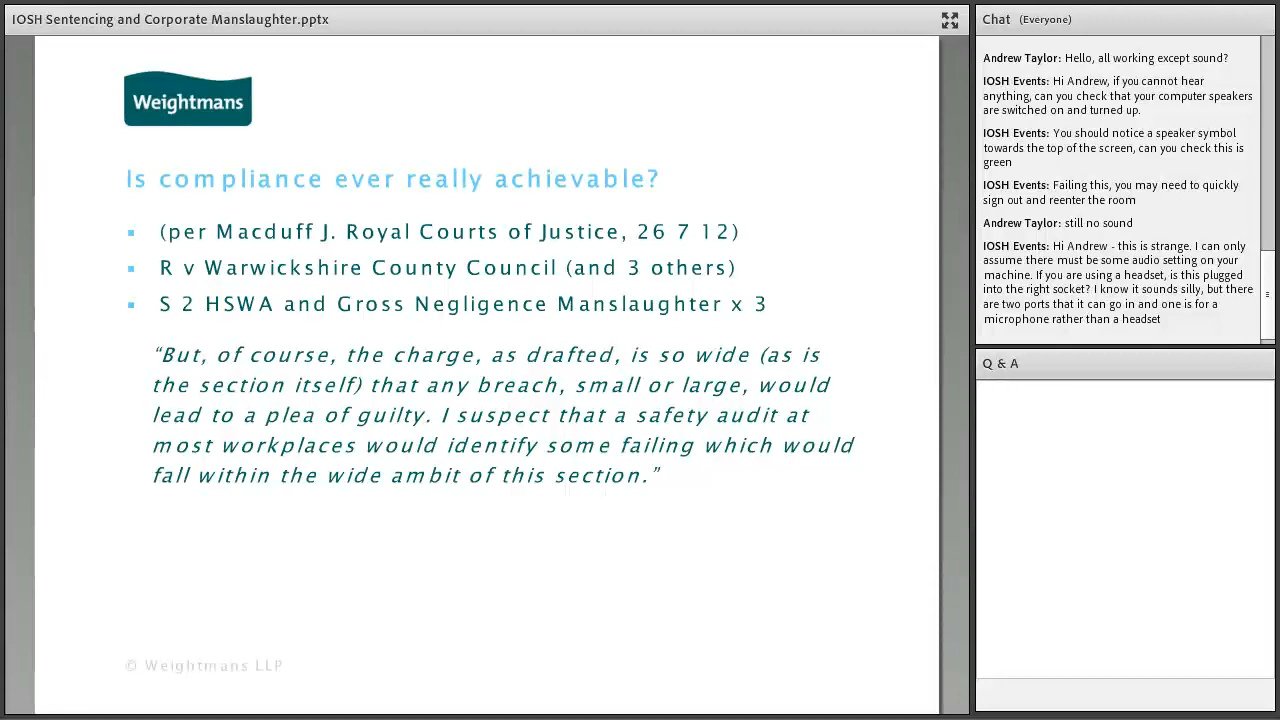 IOSH Sentencing and Corporate Manslaughter.pptx
Weightmans
Is compliance ever really achievable?
(per Macduff J. Royal Courts of Justice, 26 7 12)
R v Warwickshire County Council (and 3 others)
S 2 HSWA and Gross Negligence Manslaughter x 3
“But, of course, the charge, as drafted, is so wide (as is
the section itself) that any breach, small or large, would
lead to a plea of guilty. I suspect that a safety audit at
most workplaces would identify some failing which would
fall within the wide ambit of this section.”
© Weightmans LLP
Chat (Everyone)
Andrew Taylor: Hello, all working except sound?
IOSH Events: Hi Andrew, if you cannot hear
anything, can you check that your computer speakers
are switched on and turned up.
IOSH Events: You should notice a speaker symbol
towards the top of the screen, can you check this is
green
IOSH Events: Failing this, you may need to quickly
sign out and reenter the room
Andrew Taylor: still no sound
IOSH Events: Hi Andrew - this is strange. I can only
assume there must be some audio setting on your
machine. If you are using a headset, is this plugged
into the right socket? I know it sounds silly, but there
are two ports that it can go in and one is for a
microphone rather than a headset
Q & A